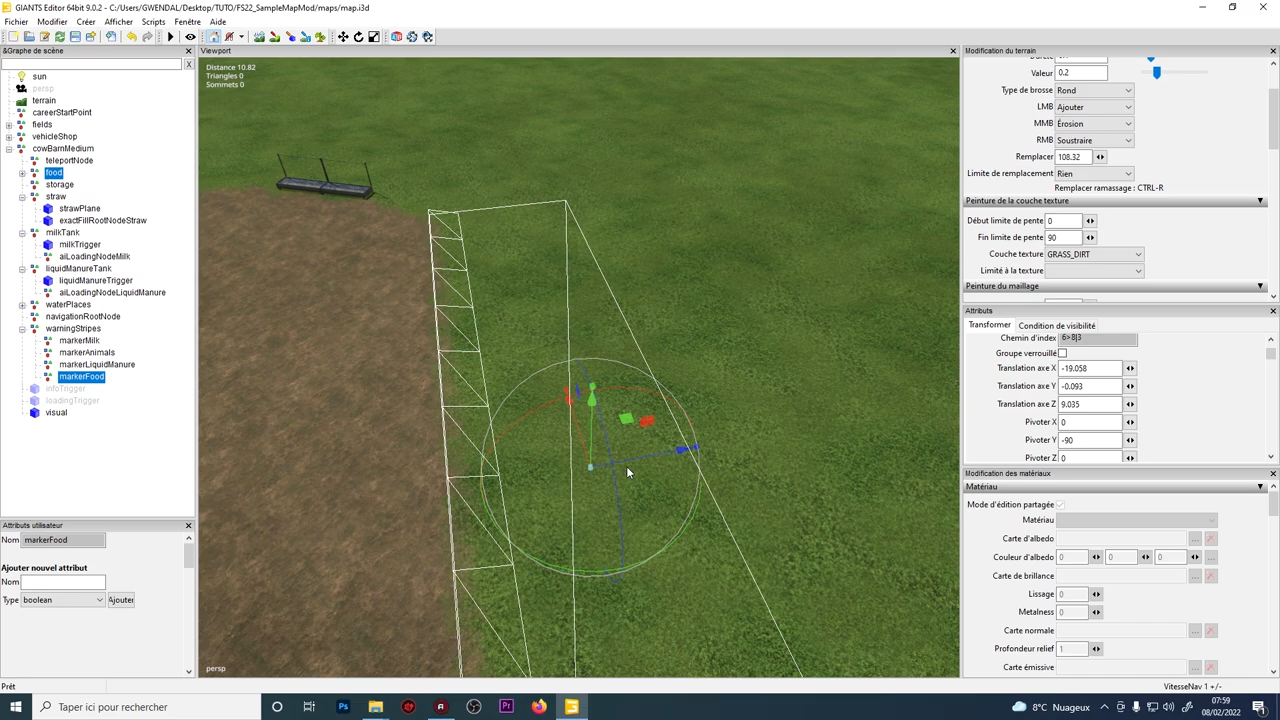 GIANTS Editor 64bit 9.0.2 - C:/Users/GWENDAL/Desktop/TUTO/FS22_SampleMapMod/maps/map.i3d
Fichier Modifier Créer Afficher Scripts Fenêtre Aide
&Graphe de scène
X
sun
persp
terrain
careerStartPoint
fields
vehicleShop
cowBarnMedium
teleportNode
food
storage
straw
strawPlane
exactFillRootNodeStraw
milkTank
milkTrigger
aiLoadingNodeMilk
liquidManureTank
liquidManureTrigger
aiLoadingNodeLiquidManure
waterPlaces
navigationRootNode
warningStripes
markerMilk
markerAnimals
markerLiquidManure
markerFood
infoTrigger
loadingTrigger
visual
Attributs utilisateur
Nom markerFood
Ajouter nouvel attribut
Nom
Type boolean Ajouter
Viewport
Distance 10.82
Triangles 0
Sommets 0
persp
Modification du terrain
Valeur 0.2
Type de brosse Rond
LMB Ajouter
MMB Érosion
RMB Soustraire
Remplacer 108.32
Limite de remplacement Rien
Remplacer ramassage : CTRL-R
Peinture de la couche texture
Début limite de pente 0
Fin limite de pente 90
Couche texture GRASS_DIRT
Limité à la texture
Peinture du maillage
Attributs
Transformer Condition de visibilité
Chemin d'index 6>8|3
Groupe verrouillé
Translation axe X -19.058
Translation axe Y -0.093
Translation axe Z 9.035
Pivoter X 0
Pivoter Y -90
Pivoter Z 0
Modification des matériaux
Matériau
Mode d'édition partagée
Matériau
Carte d'albedo ...
Couleur d'albedo 0 0 0 ...
Carte de brillance ...
Lissage 0
Metalness 0
Carte normale ...
Profondeur relief 1
Carte émissive ...
Prêt
VitesseNav 1 +/-
Taper ici pour rechercher
8°C Nuageux
07:59
08/02/2022